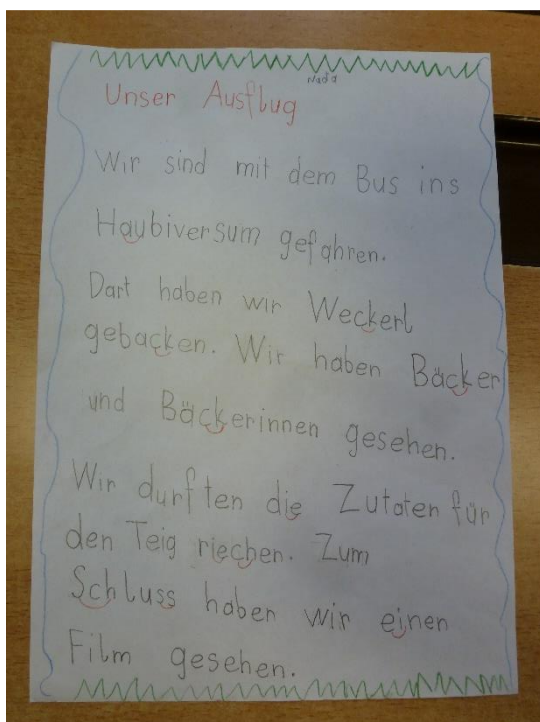 Nada
Unser Ausflug
Wir sind mit dem Bus ins
Haubiversum gefahren.
Dart haben wir Weckerl
gebacken. Wir haben Bäcker
und Bäckerinnen gesehen.
Wir durften die Zutaten für
den Teig riechen. Zum
Schluss haben wir einen
Film gesehen.